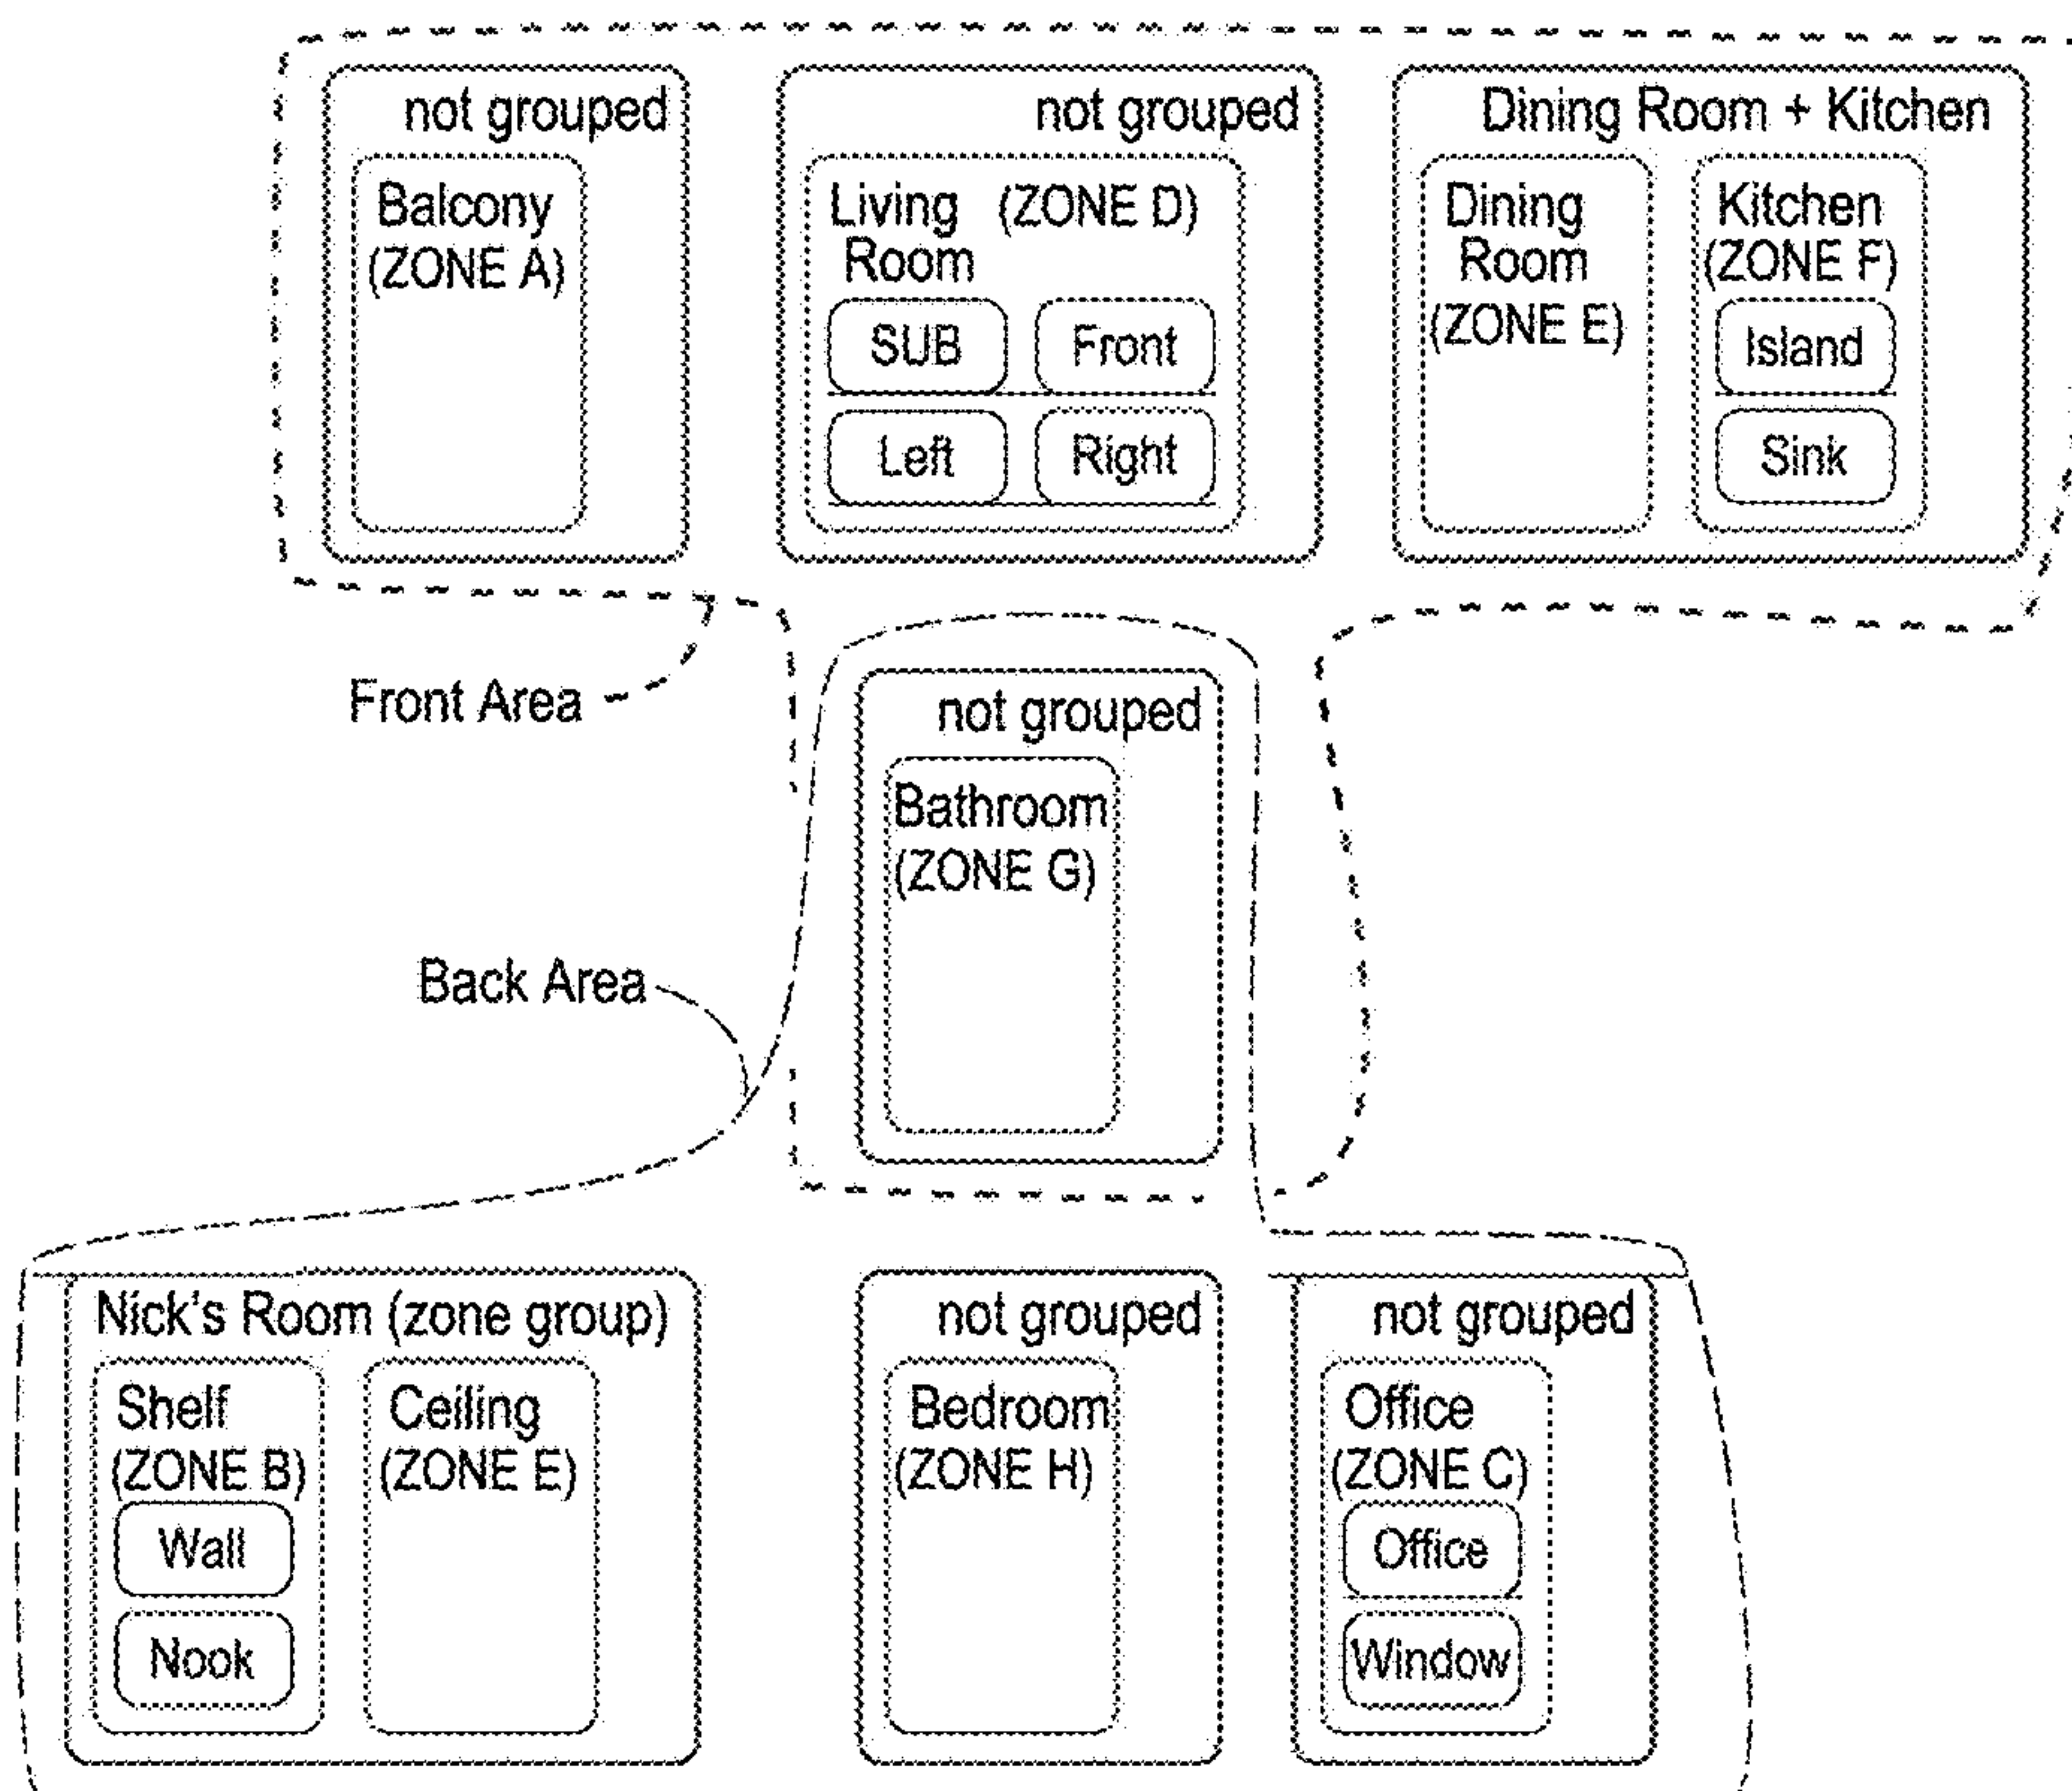 not grouped
Balcony
(ZONE A)
not grouped
Living (ZONE D)
Room
SUB Front
Left Right
Dining Room + Kitchen
Dining
Room
(ZONE E)
Kitchen
(ZONE F)
Island
Sink
Front Area
not grouped
Bathroom
(ZONE G)
Back Area
Nick's Room (zone group)
Shelf
(ZONE B)
Wall
Nook
Ceiling
(ZONE E)
not grouped
Bedroom
(ZONE H)
not grouped
Office
(ZONE C)
Office
Window